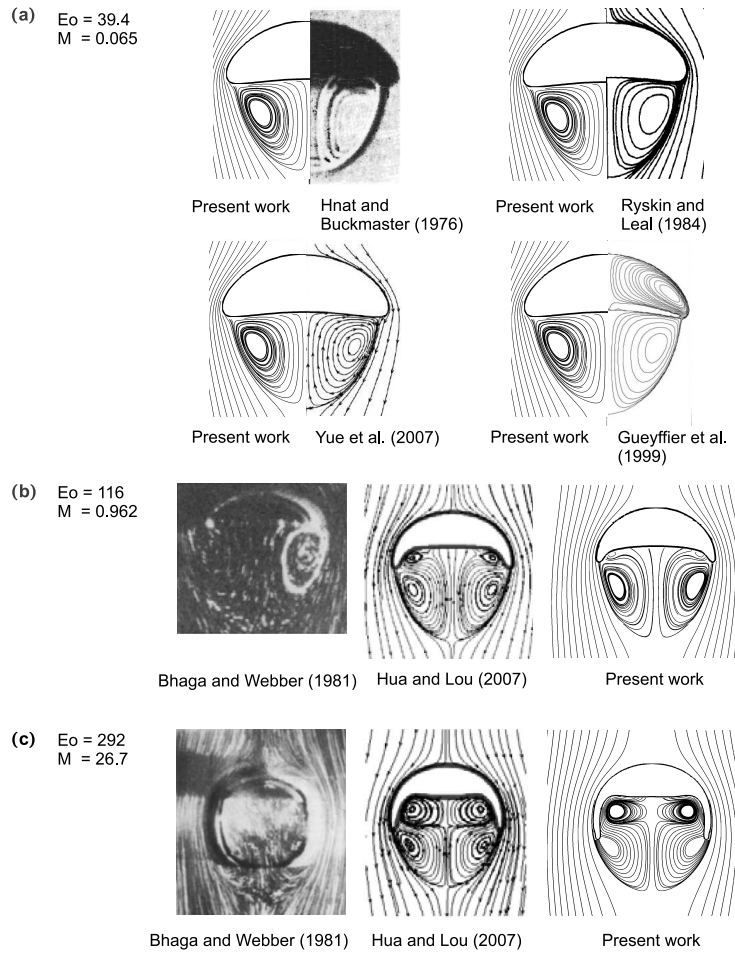 (a)
Eo = 39.4
M = 0.065
Present work
Hnat and
Buckmaster (1976)
Present work
Ryskin and
Leal (1984)
Present work
Yue et al. (2007)
Present work
Gueyffier et al.
(1999)
(b)
Eo = 116
M = 0.962
Bhaga and Webber (1981)
Hua and Lou (2007)
Present work
(c)
Eo = 292
M = 26.7
Bhaga and Webber (1981)
Hua and Lou (2007)
Present work